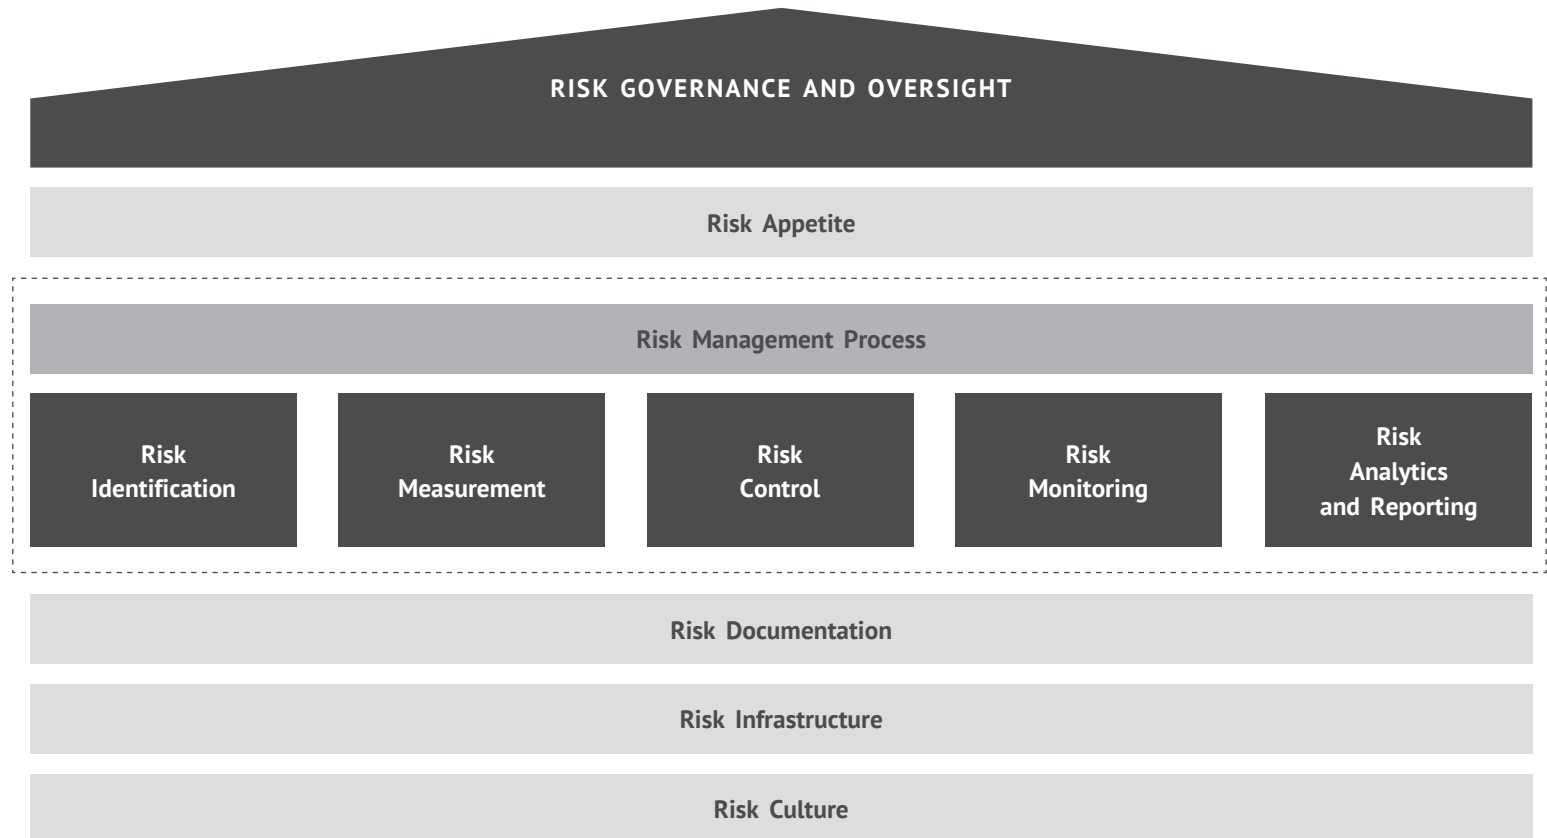 RISK GOVERNANCE AND OVERSIGHT
Risk Appetite
Risk Management Process
Risk
Identification
Risk
Measurement
Risk
Control
Risk
Monitoring
Risk
Analytics
and Reporting
Risk Documentation
Risk Infrastructure
Risk Culture